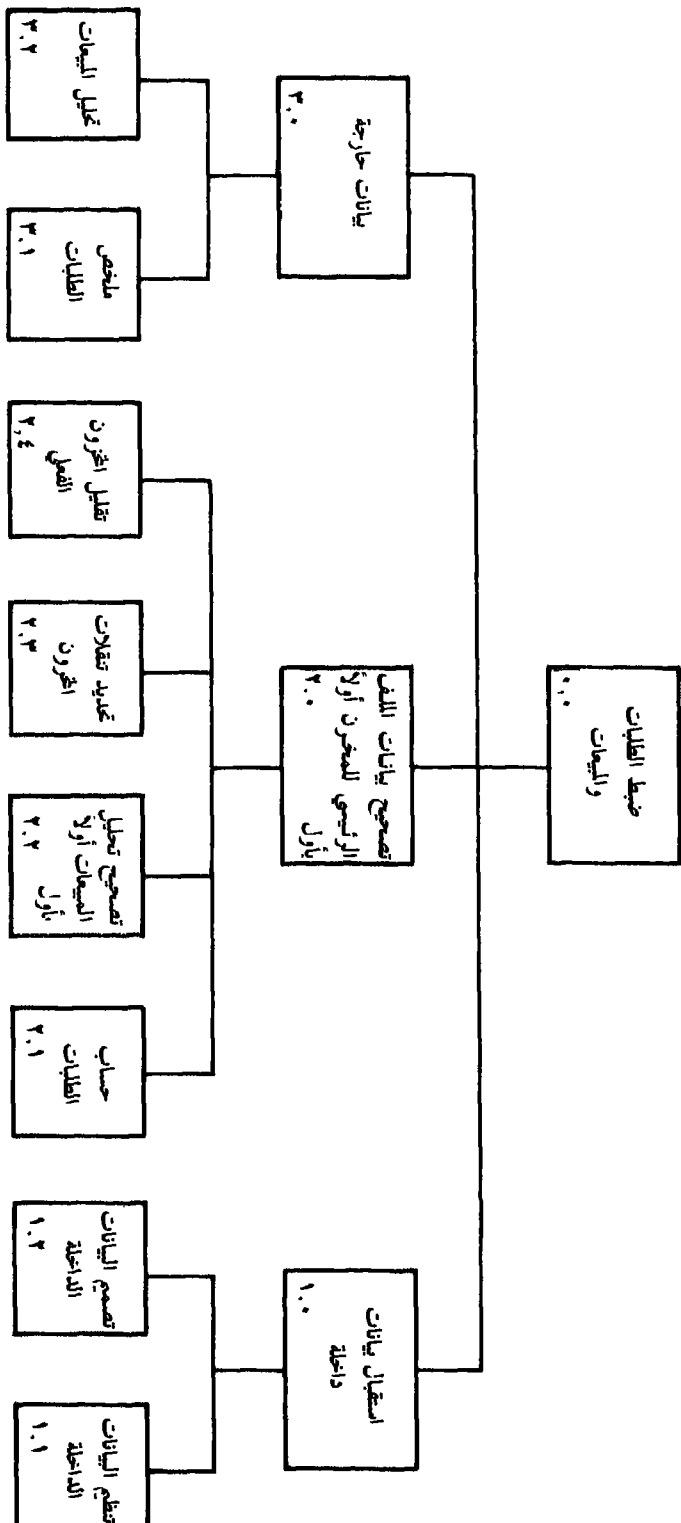 ضبط الطلبات
والمبيعات
٠,٠
استقبال بيانات
داخلة
١.٠
تصحيح بيانات الملف
الرئيسي للمخزن أولاً
بأول
٢.٠
بيانات خارجة
٣.٠
تنظيم البيانات
الداخلة
١.١
تصميم البيانات
الداخلة
١.٢
حساب
الطلبات
٢.١
تصحيح تحليل
المبيعات أولاً
بأول
٢.٢
تحديد تنقلات
المخزون
٢.٣
تقليل المخزون
الفعلي
٢,٤
ملخص
الطلبات
٣.١
تحليل المبيعات
٣.٢